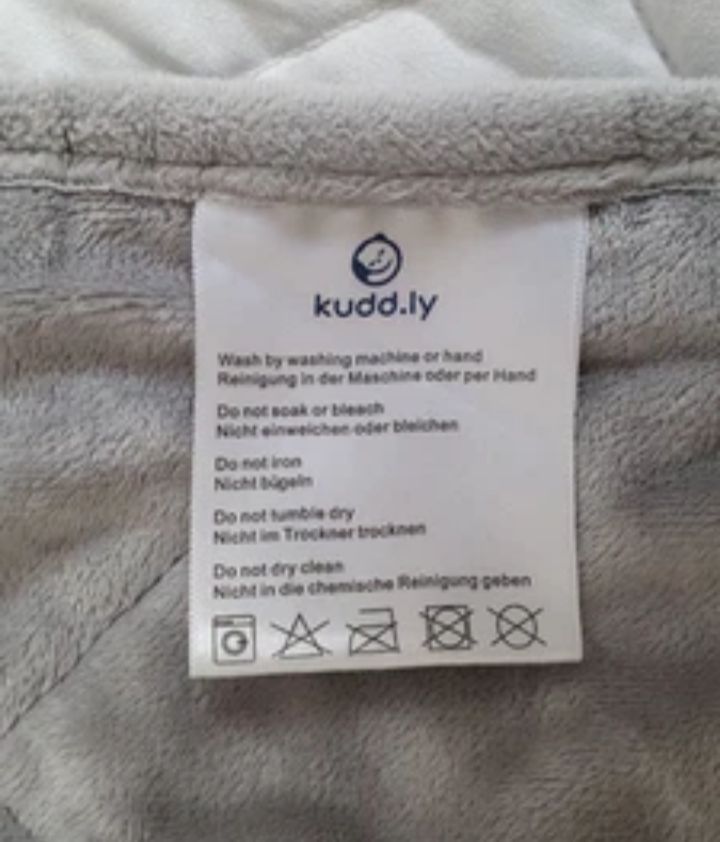 kudd.ly
Wash by washing machine or hand
Reinigung in der Maschine oder per Hand
Do not soak or bleach
Nicht einweichen oder bleichen
Do not iron
Nicht bügeln
Do not tumble dry
Nicht im Trockner trocknen
Do not dry clean
Nicht in die chemische Reinigung geben